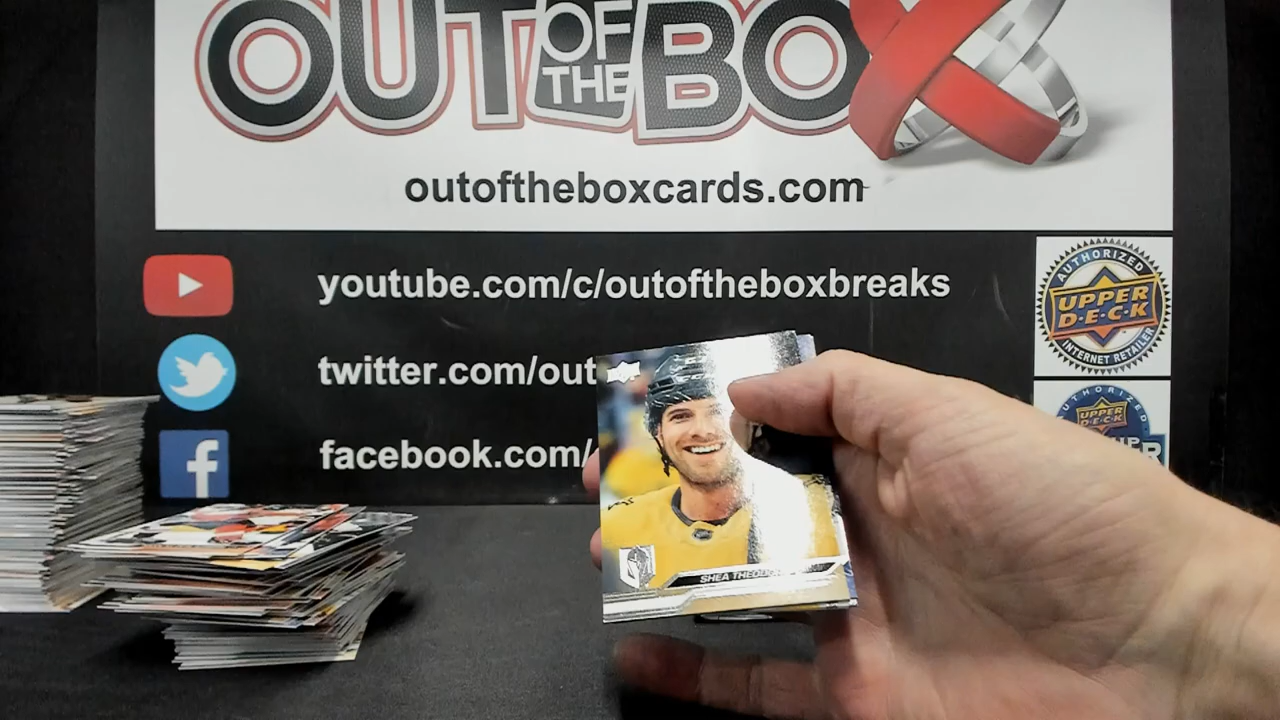 OUT OF THE BOX
outoftheboxcards.com
youtube.com/c/outoftheboxbreaks
twitter.com/out
facebook.com/
AUTHORIZED
UPPER
D·E·C·K
INTERNET RETAILER
AUTHORIZED
UPPER
DECK
SHEA